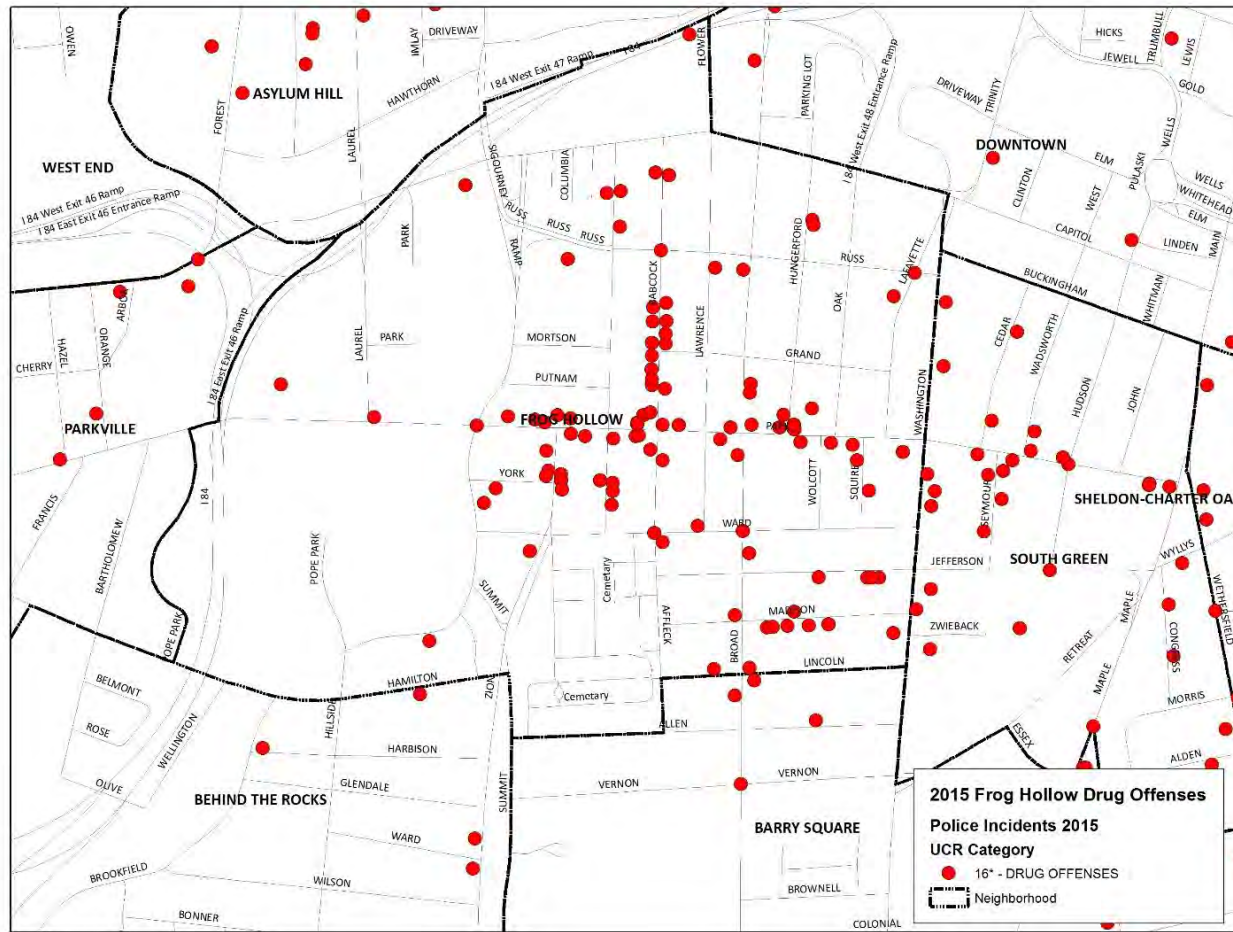 OWEN
IMLAY
DRIVEWAY
I 84 West Exit 47 Ramp
I 84
FLOWER
HICKS
TRUMBULL
LEWIS
JEWELL
GOLD
ASYLUM HILL
HAWTHORN
FOREST
LAUREL
PARKING LOT
I 84 West Exit 48 Entrance Ramp
DRIVEWAY
TRINITY
WELLS
DOWNTOWN
ELM
PULASKI
WEST END
SIGOURNEY
COLUMBIA
CLINTON
WEST
WELLS
WHITEHEAD
ELM
I 84 West Exit 46 Ramp
I 84 East Exit 46 Entrance Ramp
PARK
RUSS
RUSS
RUSS
RAMP
HUNGERFORD
RUSS
LAFAYETTE
CAPITOL
LINDEN
MAIN
BUCKINGHAM
WHITMAN
ARBOR
HAZEL
ORANGE
CHERRY
I 84 East Exit 46 Ramp
LAUREL
PARK
MORTSON
PUTNAM
BABCOCK
LAWRENCE
GRAND
OAK
CEDAR
WADSWORTH
HUDSON
JOHN
WASHINGTON
PARKVILLE
FROG HOLLOW
PARK
YORK
WOLCOTT
SQUIRE
SEYMOUR
SHELDON-CHARTER OA
FRANCIS
BARTHOLOMEW
I 84
WARD
JEFFERSON
SOUTH GREEN
WYLLYS
POPE PARK
SUMMIT
Cemetary
AFFLECK
MADISON
ZWIEBACK
RETREAT
MAPLE
CONGRESS
WETHERSFIELD
POPE PARK
BROAD
LINCOLN
HAMILTON
ZION
Cemetary
ALLEN
MAPLE
MORRIS
BELMONT
ROSE
OLIVE
WELLINGTON
HILLSIDE
HARBISON
GLENDALE
SUMMIT
VERNON
VERNON
ESSEX
ALDEN
BEHIND THE ROCKS
WARD
BARRY SQUARE
BROOKFIELD
WILSON
BONNER
BROWNELL
COLONIAL
2015 Frog Hollow Drug Offenses
Police Incidents 2015
UCR Category
16* - DRUG OFFENSES
Neighborhood